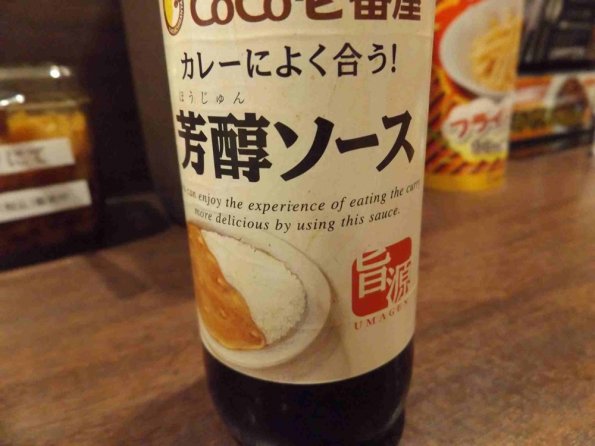 CoCo壱番屋
カレーによく合う!
ほうじゅん
芳醇ソース
can enjoy the experience of eating the curry
more delicious by using this sauce.
旨源
UMAGEN
フライ